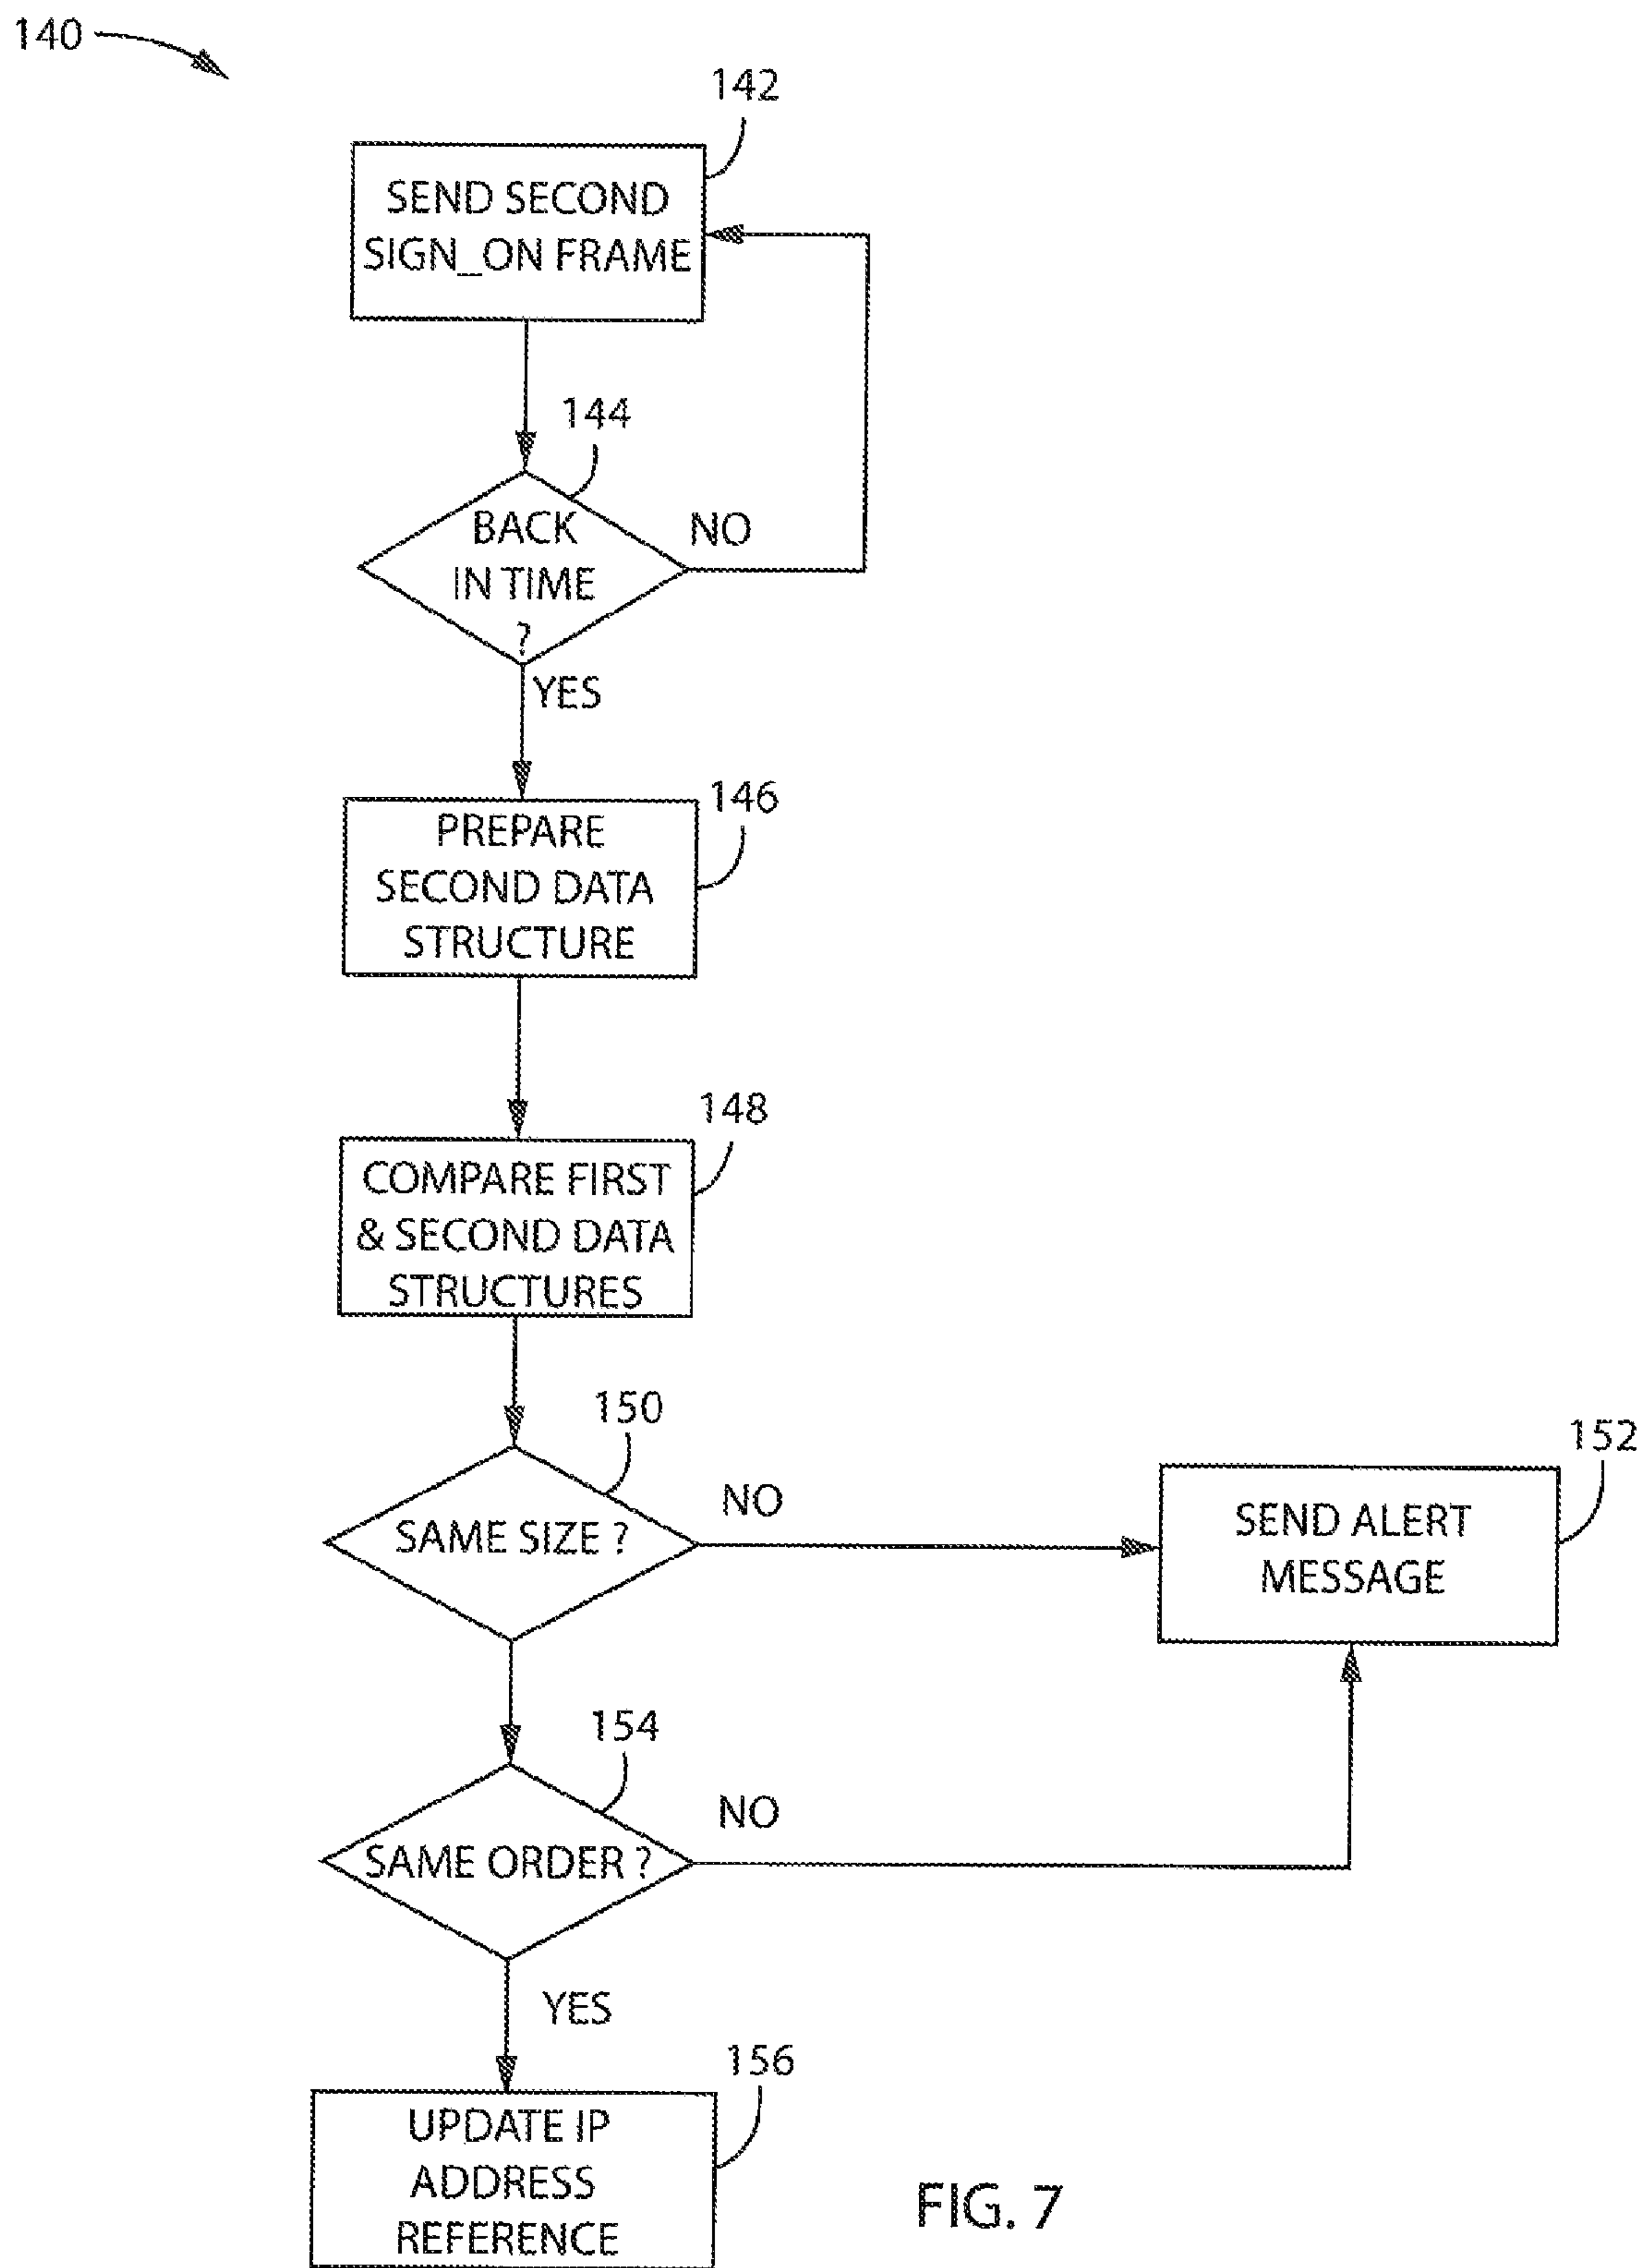 140
142
SEND SECOND
SIGN_ON FRAME
144
BACK
IN TIME
?
NO
YES
146
PREPARE
SECOND DATA
STRUCTURE
148
COMPARE FIRST
& SECOND DATA
STRUCTURES
150
SAME SIZE ?
NO
152
SEND ALERT
MESSAGE
154
SAME ORDER ?
NO
YES
156
UPDATE IP
ADDRESS
REFERENCE
FIG. 7